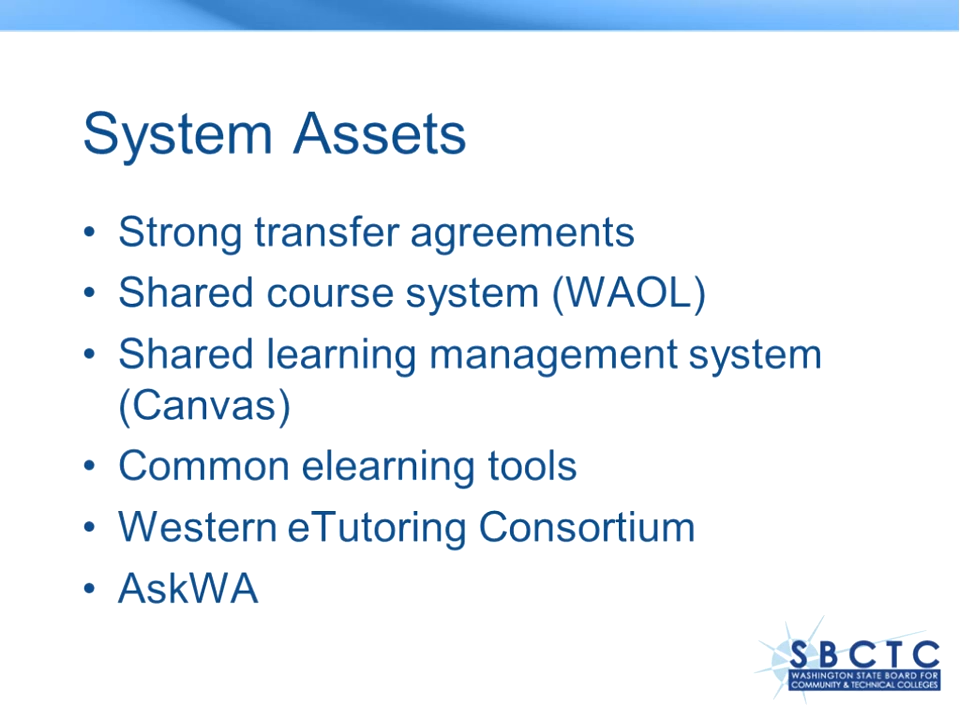 System Assets
• Strong transfer agreements
• Shared course system (WAOL)
• Shared learning management system
(Canvas)
• Common elearning tools
• Western eTutoring Consortium
• AskWA
SBCTC
WASHINGTON STATE BOARD FOR
COMMUNITY & TECHNICAL COLLEGES